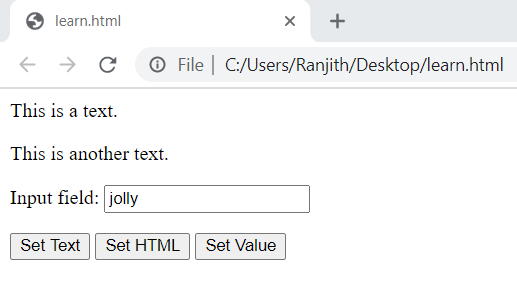 learn.html
File | C:/Users/Ranjith/Desktop/learn.html
This is a text.
This is another text.
Input field: jolly
Set Text Set HTML Set Value